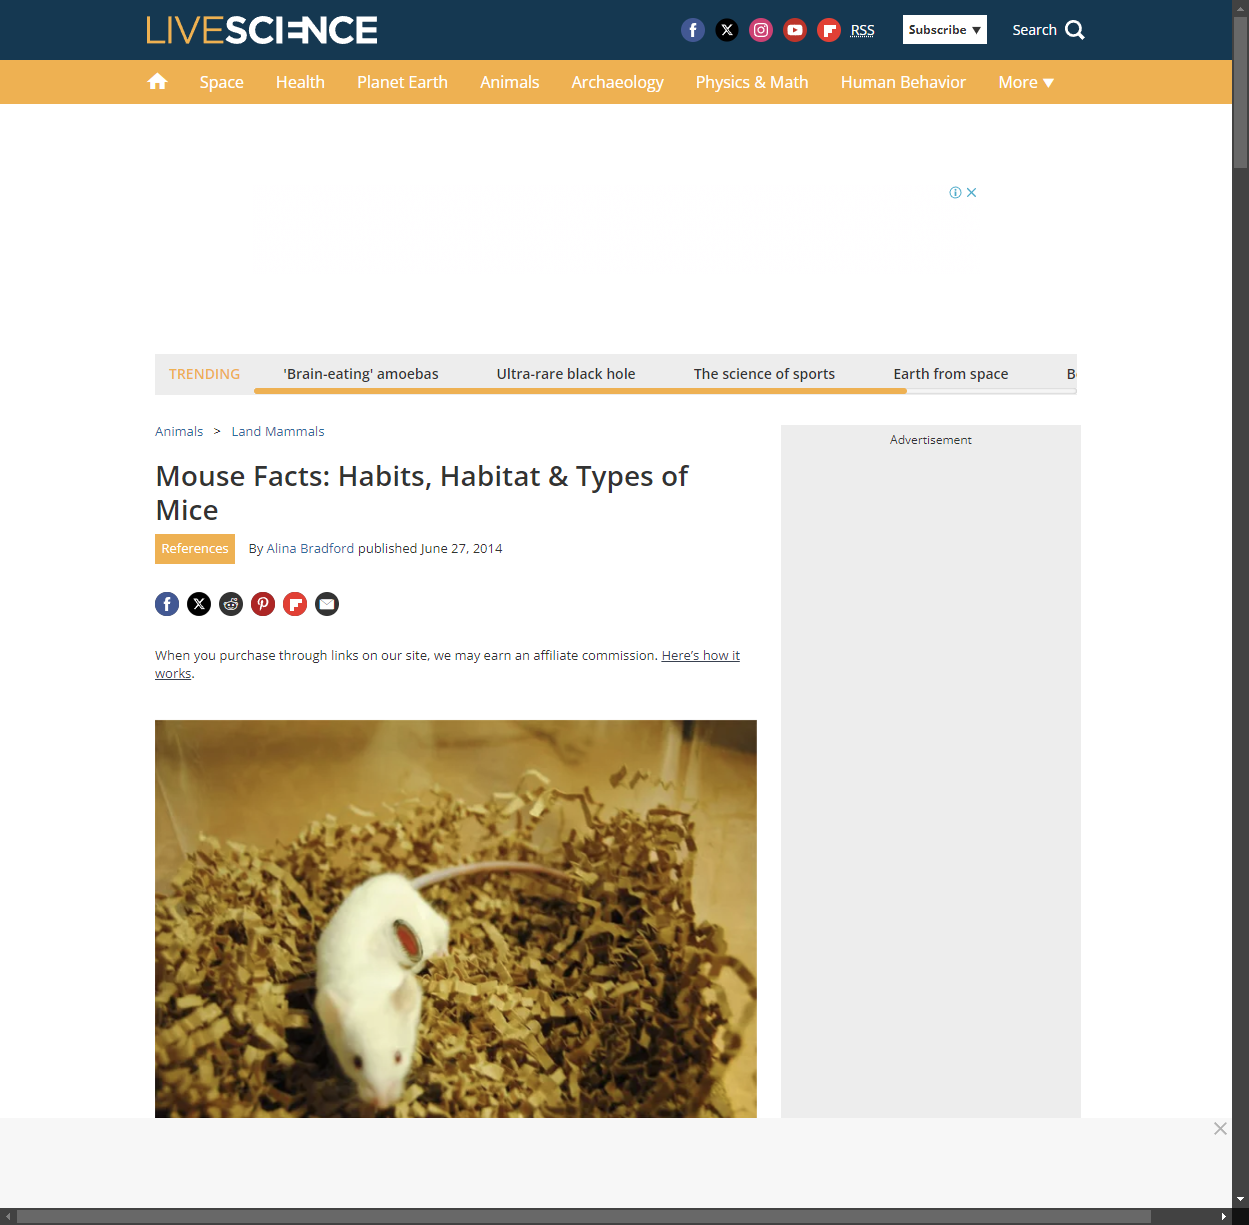 LIVESCIENCE
RSS
Subscribe ▼
Search
Space
Health
Planet Earth
Animals
Archaeology
Physics & Math
Human Behavior
More ▼
TRENDING
'Brain-eating' amoebas
Ultra-rare black hole
The science of sports
Earth from space
B
Animals > Land Mammals
Advertisement
Mouse Facts: Habits, Habitat & Types of
Mice
References
By Alina Bradford published June 27, 2014
When you purchase through links on our site, we may earn an affiliate commission. Here’s how it
works.